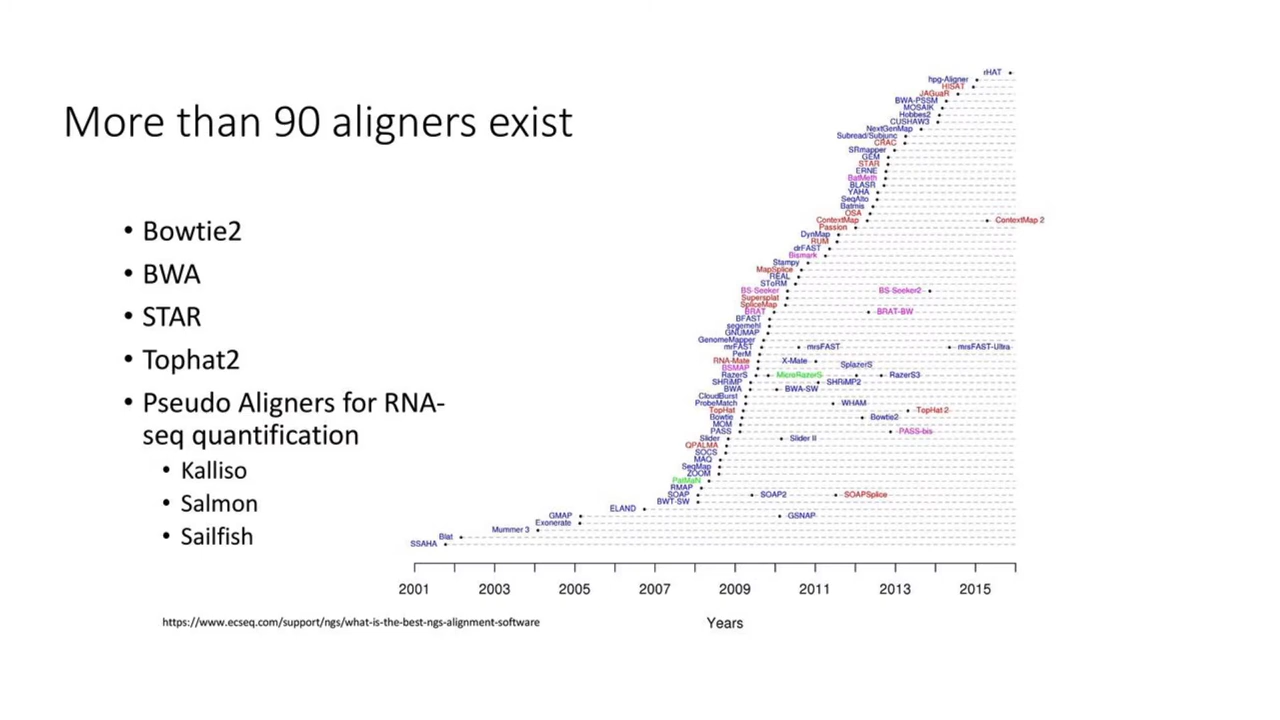 More than 90 aligners exist
• Bowtie2
• BWA
• STAR
• Tophat2
• Pseudo Aligners for RNA-
seq quantification
• Kalliso
• Salmon
• Sailfish
https://www.ecseq.com/support/ngs/what-is-the-best-ngs-alignment-software
rHAT
hpg-Aligner
HISAT
JAGuaR
BWA-PSSM
MOSAIK
Hobbes2
CUSHAW3
NextGenMap
Subread/Subjunc
CRAC
SRmapper
GEM
STAR
ERNE
BatMeth
BLASR
YAHA
SeqAlto
Batmis
OSA
ContextMap ContextMap 2
Passion
DynMap
RUM
drFAST
Bismark
Stampy
MapSplice
REAL
SToRM
BS-Seeker BS-Seeker2
Supersplat
SpliceMap
BRAT BRAT-BW
BFAST
segemehl
GNUMAP
GenomeMapper
mrFAST mrsFAST mrsFAST-Ultra
PerM
RNA-Mate X-Mate
BSMAP SplazerS
RazerS MicroRazerS RazerS3
SHRiMP SHRiMP2
BWA BWA-SW
CloudBurst
ProbeMatch WHAM
TopHat TopHat 2
Bowtie Bowtie2
MOM
PASS PASS-bis
Slider Slider II
QPALMA
SOCS
MAQ
SeqMap
ZOOM
PatMaN
RMAP
SOAP SOAP2 SOAPSplice
BWT-SW
ELAND
GMAP GSNAP
Exonerate
Mummer 3
Blat
SSAHA
2001 2003 2005 2007 2009 2011 2013 2015
Years